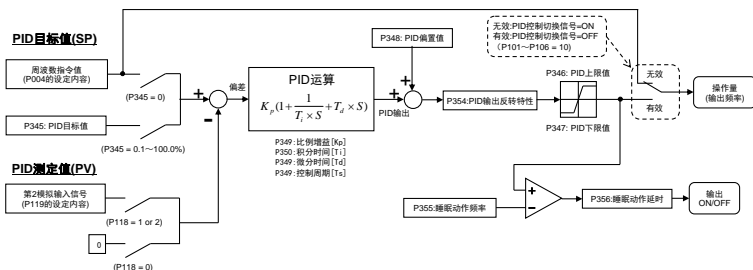 PID目标值(SP)
周波数指令值
(P004的设定内容)
(P345 = 0)
P345: PID目标值
(P345 = 0.1～100.0%)
PID测定值(PV)
第2模拟输入信号
(P119的设定内容)
(P118 = 1 or 2)
0
(P118 = 0)
+
-
偏差
PID运算
Kp(1+ 1/(Ti × S) + Td × S)
P349: 比例增益[Kp]
P350: 积分时间[Ti]
P349: 微分时间[Td]
P349: 控制周期[Ts]
P348: PID偏置值
+
+
PID输出
P354:PID输出反转特性
P346: PID上限值
P347: PID下限值
无效:PID控制切换信号=ON
有效:PID控制切换信号=OFF
(P101～P106 = 10)
无效
有效
操作量
(输出频率)
P355:睡眠动作频率
+
-
P356:睡眠动作延时
输出
ON/OFF